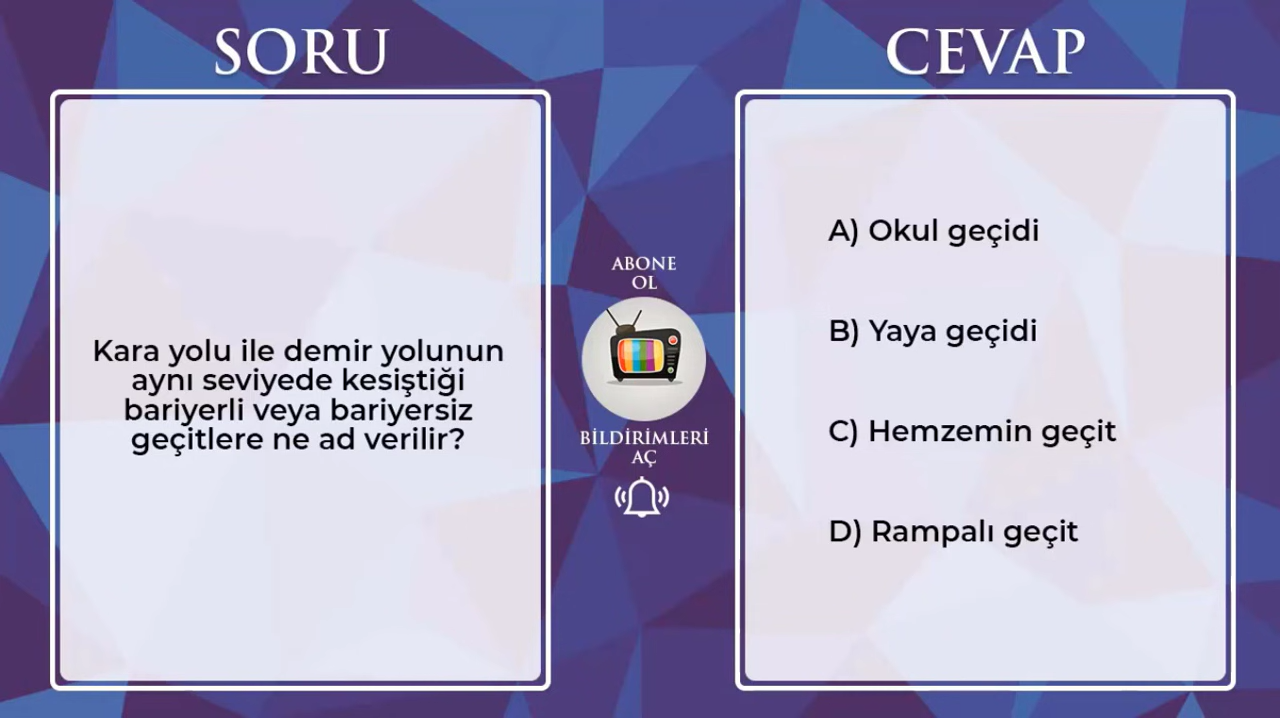 SORU
Kara yolu ile demir yolunun
aynı seviyede kesiştiği
bariyerli veya bariyersiz
geçitlere ne ad verilir?
ABONE
OL
BİLDİRİMLERİ
AÇ
CEVAP
A) Okul geçidi
B) Yaya geçidi
C) Hemzemin geçit
D) Rampalı geçit